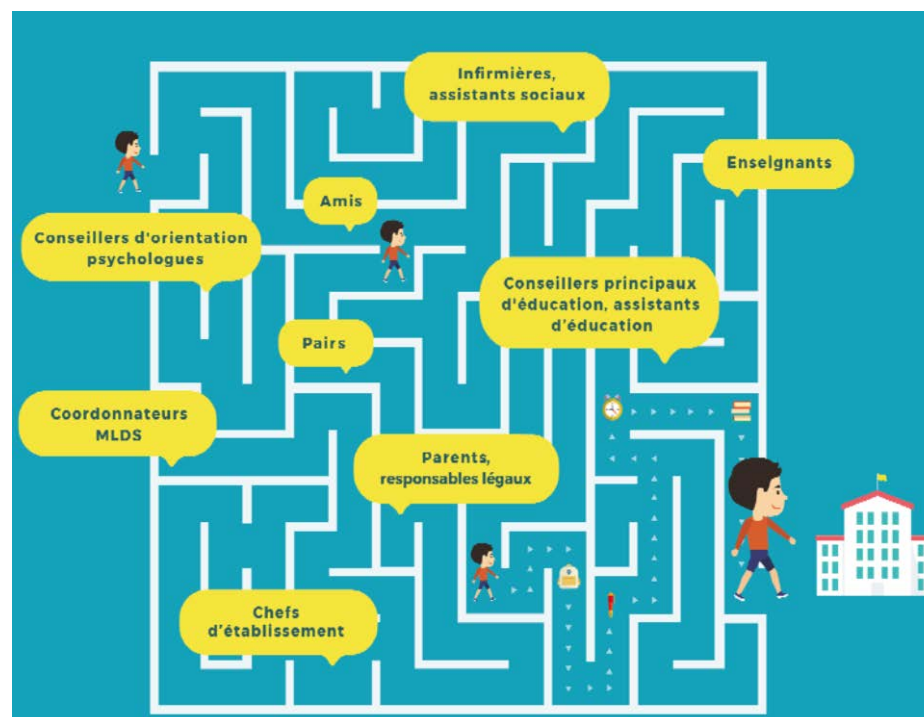 Infirmières,
assistants sociaux
Enseignants
Amis
Conseillers d'orientation
psychologues
Conseillers principaux
d'éducation, assistants
d'éducation
Pairs
Coordonnateurs
MLDS
Parents,
responsables légaux
Chefs
d'établissement